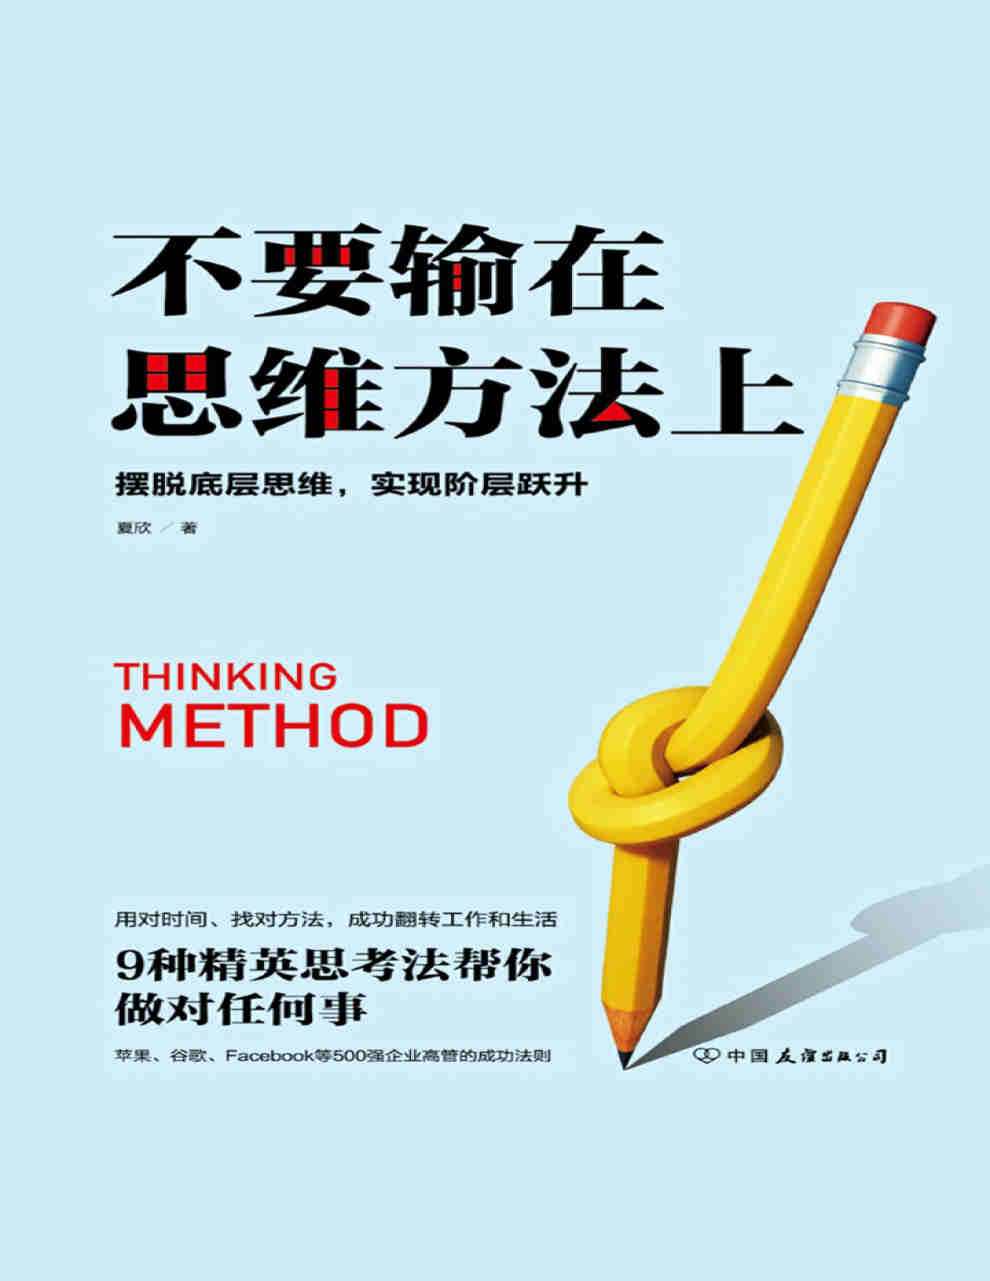 不要输在
思维方法上
摆脱底层思维，实现阶层跃升
夏欣／著
THINKING
METHOD
用对时间、找对方法，成功翻转工作和生活
9种精英思考法帮你
做对任何事
苹果、谷歌、Facebook等500强企业高管的成功法则
中国友谊出版公司